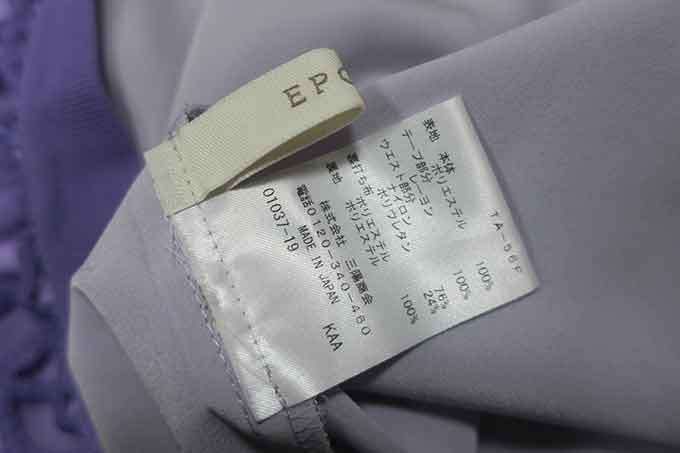 EPO
TA-56P
表地 本体
ポリエステル 100%
テープ部分
レーヨン 100%
ウエスト部分
ナイロン 76%
ポリウレタン 24%
裏打ち布 ポリエステル 100%
裏地 ポリエステル
株式会社 三陽商会
電話0120-340-460
MADE IN JAPAN KAA
01037-19